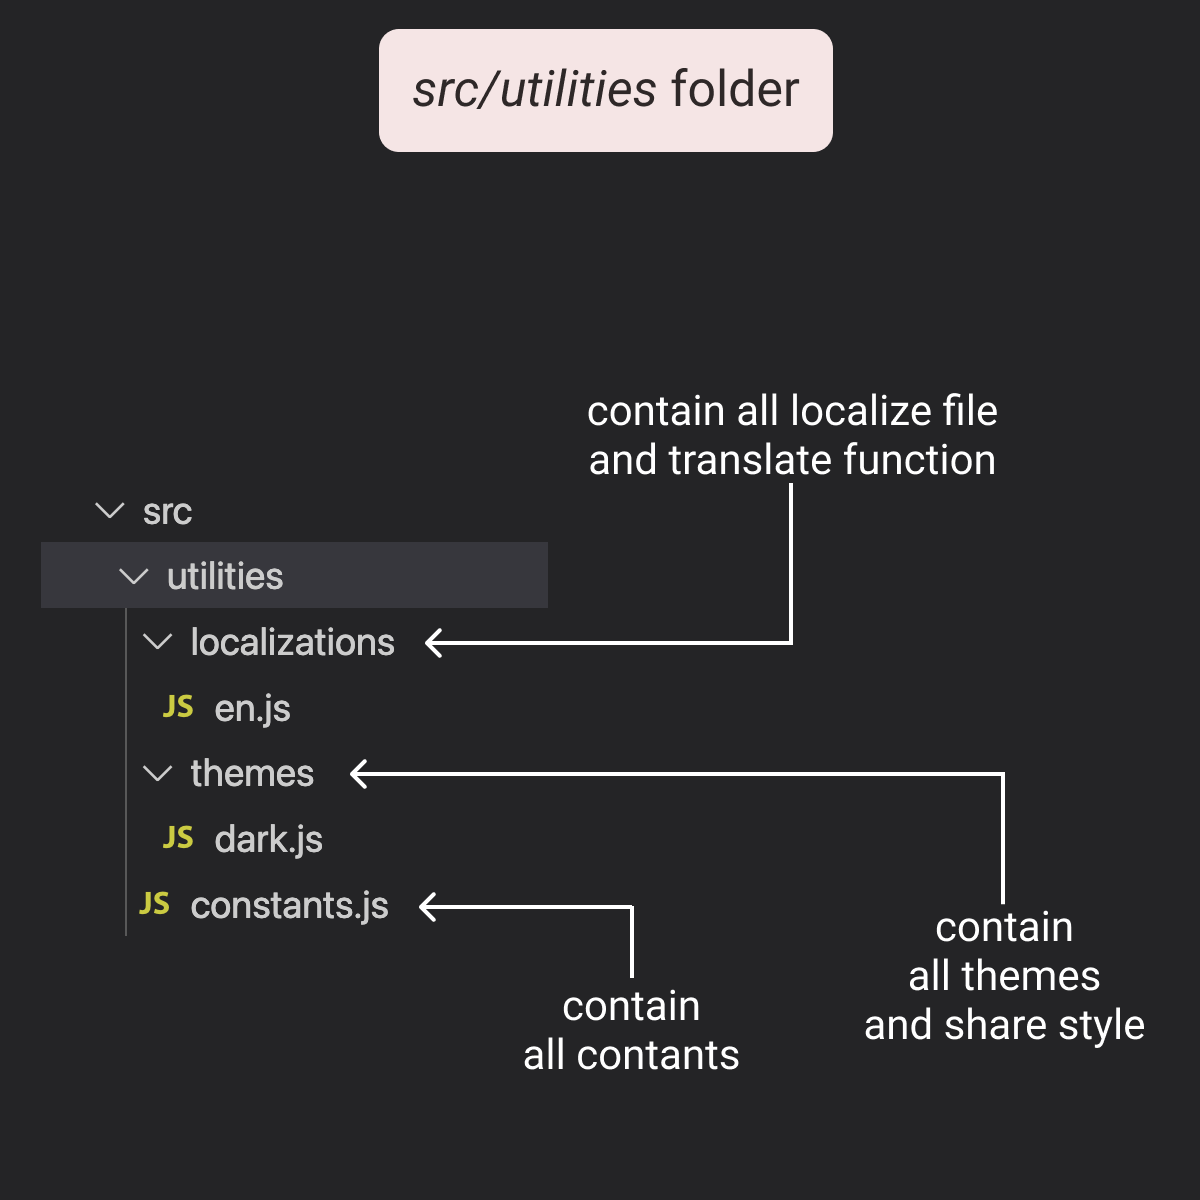 src/utilities folder
contain all localize file
and translate function
src
utilities
localizations
JS en.js
themes
JS dark.js
JS constants.js
contain
all themes
and share style
contain
all contants